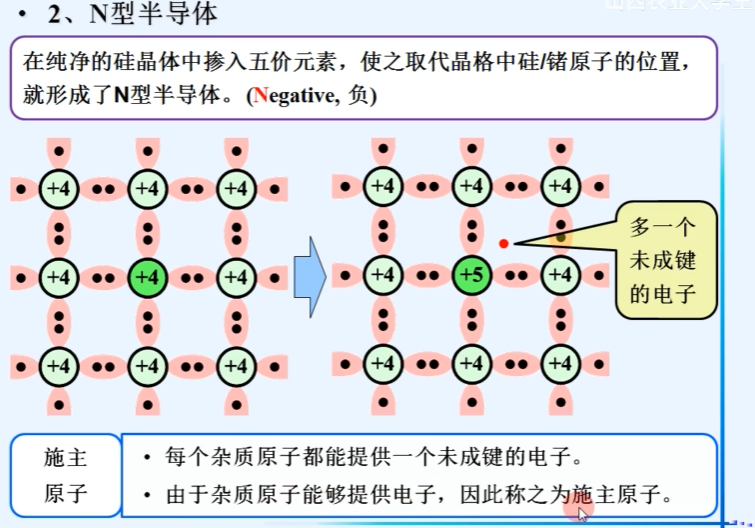 · 2、N型半导体
在纯净的硅晶体中掺入五价元素，使之取代晶格中硅/锗原子的位置，
就形成了N型半导体。(Negative, 负)
+4 +4 +4 +4 +4 +4
+4 +4 +4 +4 +5 +4
+4 +4 +4 +4 +4 +4
多一个
未成键
的电子
施主
原子
· 每个杂质原子都能提供一个未成键的电子。
· 由于杂质原子能够提供电子，因此称之为施主原子。